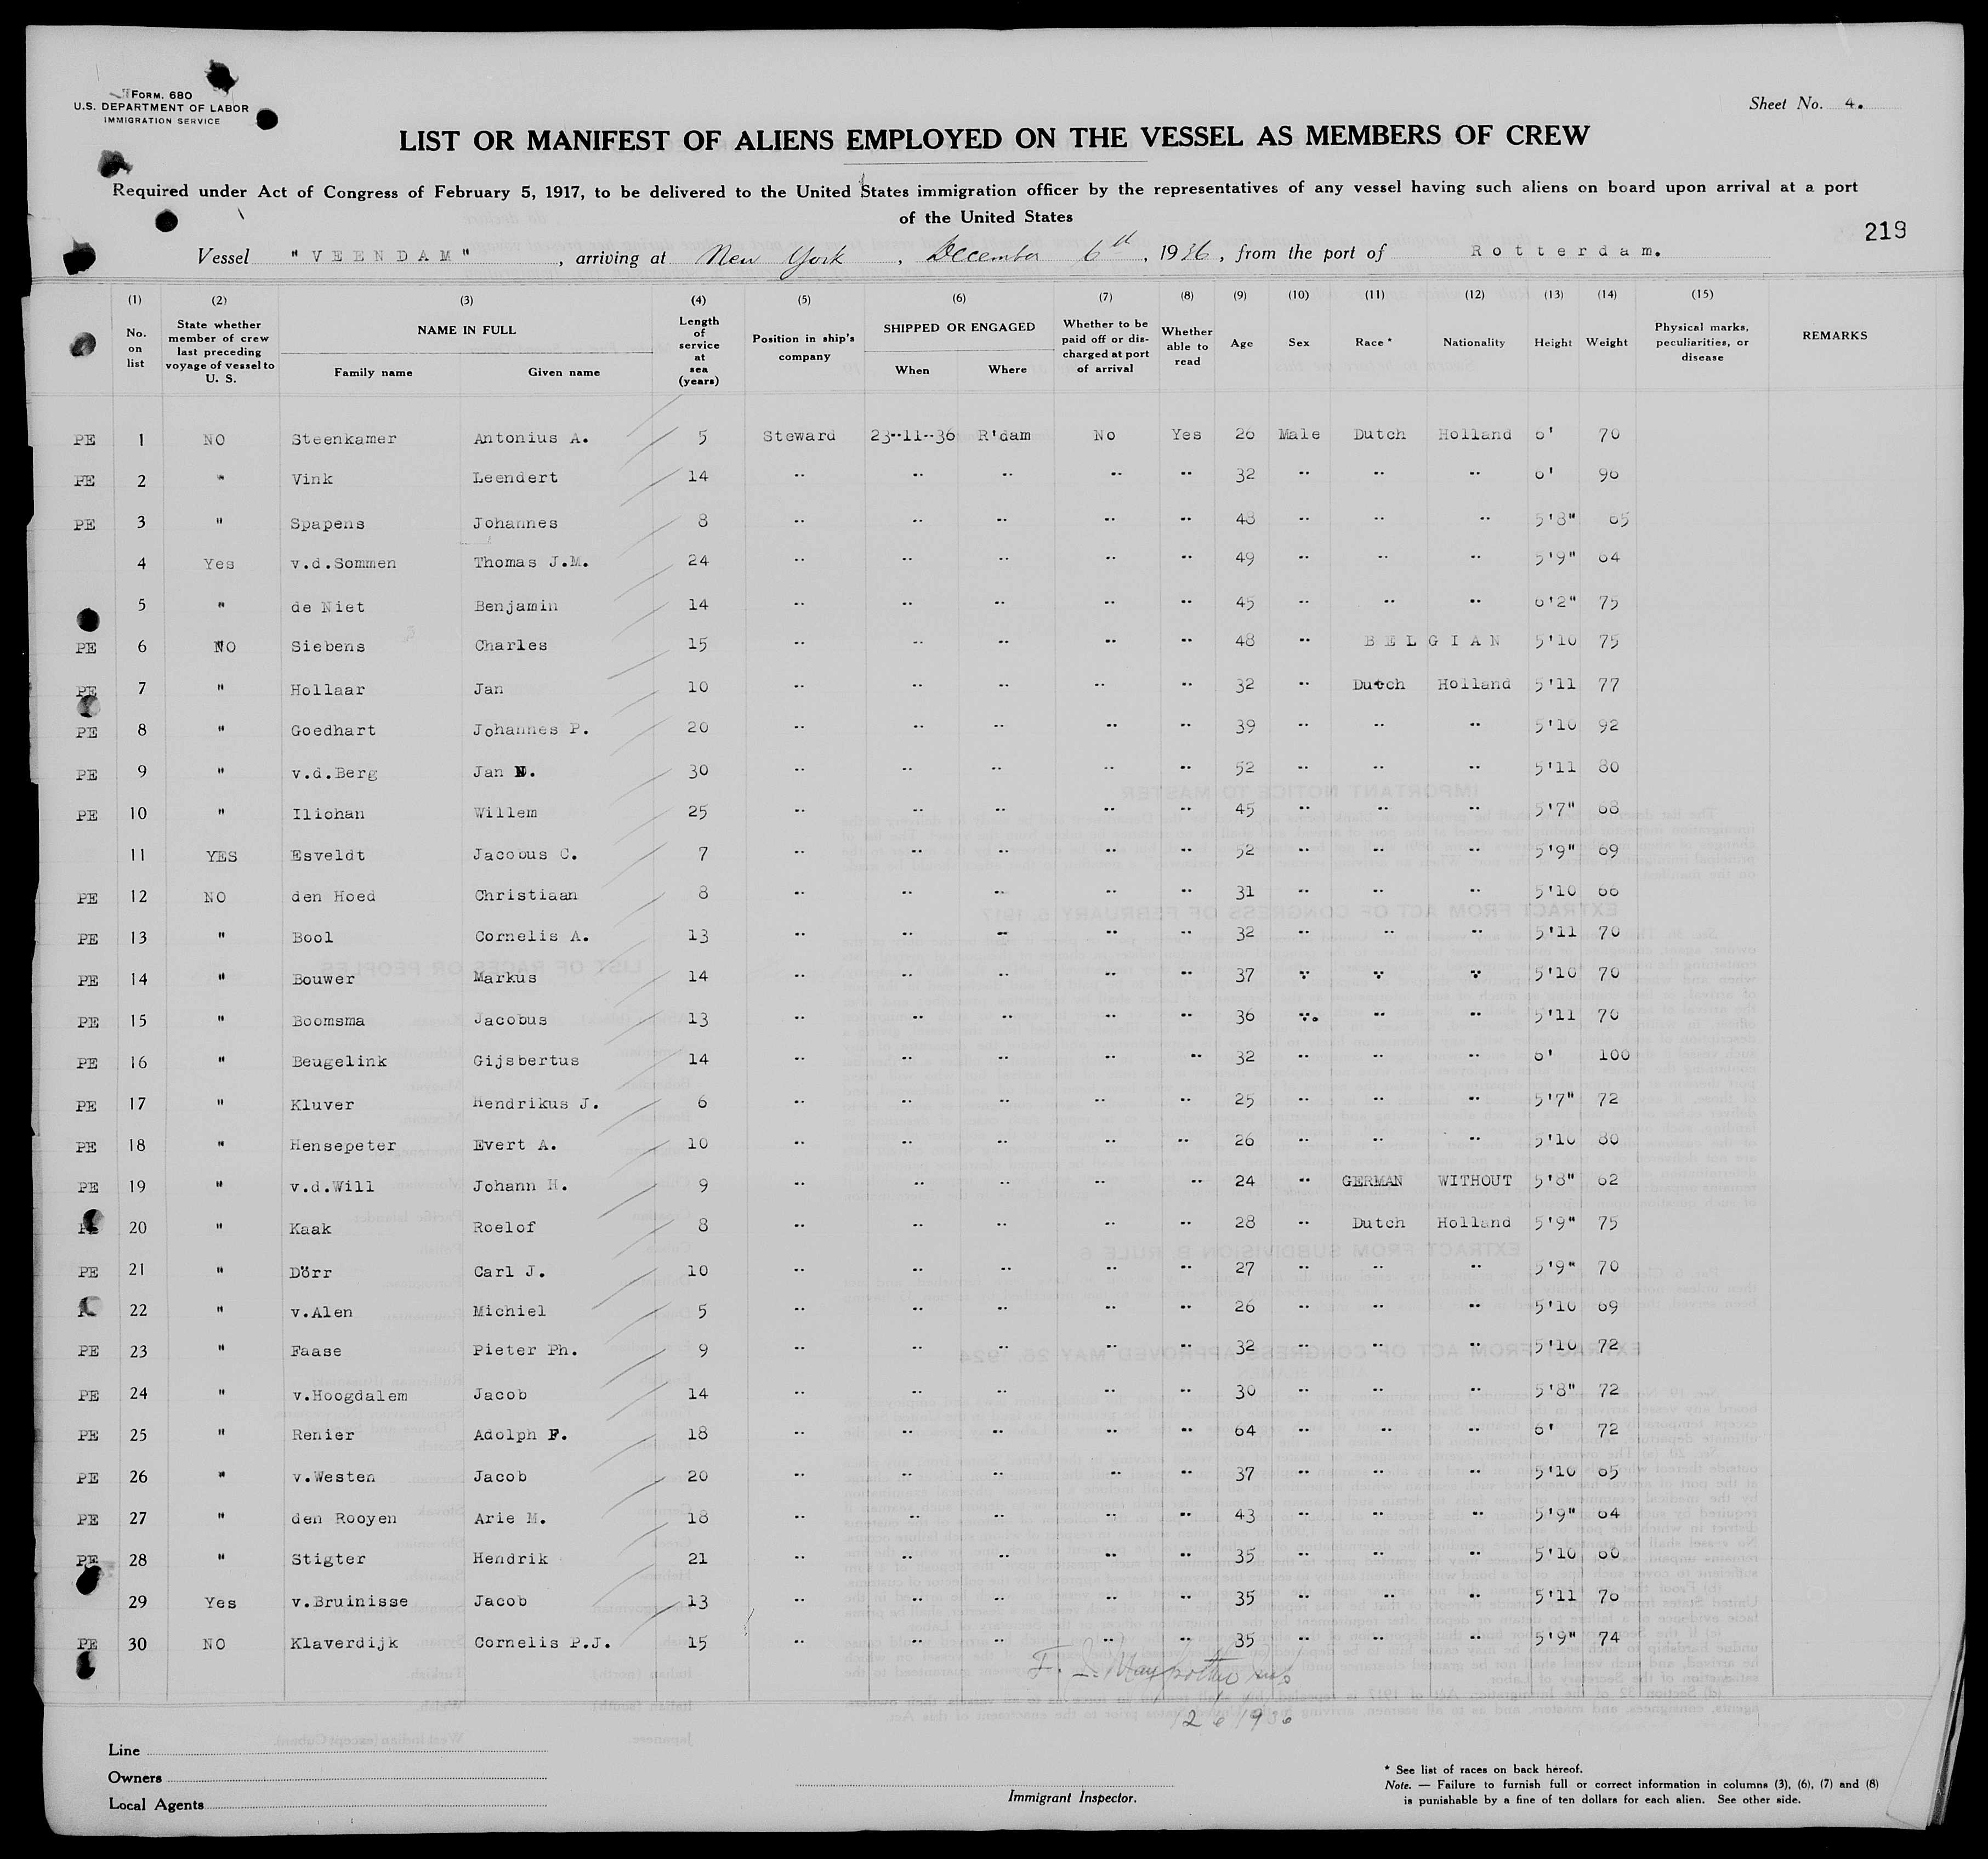 FORM. 680
U.S. DEPARTMENT OF LABOR
IMMIGRATION SERVICE
Sheet No. 4.
LIST OR MANIFEST OF ALIENS EMPLOYED ON THE VESSEL AS MEMBERS OF CREW
Required under Act of Congress of February 5, 1917, to be delivered to the United States immigration officer by the representatives of any vessel having such aliens on board upon arrival at a port
of the United States
219
Vessel "VEENDAM", arriving at New York, December 6th, 1936, from the port of Rotterdam.
(1) No. on list (2) State whether member of crew last preceding voyage of vessel to U. S. (3) NAME IN FULL Family name Given name (4) Length of service at sea (years) (5) Position in ship's company (6) SHIPPED OR ENGAGED When Where (7) Whether to be paid off or discharged at port of arrival (8) Whether able to read (9) Age (10) Sex (11) Race * (12) Nationality (13) Height (14) Weight (15) Physical marks, peculiarities, or disease REMARKS
PE 1 NO Steenkamer Antonius A. 5 Steward 23-11-36 R'dam No Yes 26 Male Dutch Holland 6' 70
PE 2 " Vink Leendert 14 " " " " " 32 " " " 6' 96
PE 3 " Spapens Johannes 8 " " " " " 48 " " " 5'8" 65
4 Yes v.d.Sommen Thomas J.M. 24 " " " " " 49 " " " 5'9" 64
5 " de Niet Benjamin 14 " " " " " 45 " " " 6'2" 75
PE 6 NO Siebens Charles 15 " " " " " 48 " BELGIAN 5'10 75
PE 7 " Hollaar Jan 10 " " " " " 32 " Dutch Holland 5'11 77
PE 8 " Goedhart Johannes P. 20 " " " " " 39 " " " 5'10 92
PE 9 " v.d.Berg Jan N. 30 " " " " " 52 " " " 5'11 80
PE 10 " Iliohan Willem 25 " " " " " 45 " " " 5'7" 68
11 YES Esveldt Jacobus C. 7 " " " " " 52 " " " 5'9" 69
PE 12 NO den Hoed Christiaan 8 " " " " " 31 " " " 5'10 66
PE 13 " Bool Cornelis A. 13 " " " " " 32 " " " 5'11 70
PE 14 " Bouwer Markus 14 " " " " " 37 " " " 5'10 70
PE 15 " Boomsma Jacobus 13 " " " " " 36 " " " 5'11 70
PE 16 " Beugelink Gijsbertus 14 " " " " " 32 " " " 6' 100
PE 17 " Kluver Hendrikus J. 6 " " " " " 25 " " " 5'7" 72
PE 18 " Hensepeter Evert A. 10 " " " " " 26 " " " 5'10 80
PE 19 " v.d.Will Johann H. 9 " " " " " 24 " GERMAN WITHOUT 5'8" 62
PE 20 " Kaak Roelof 8 " " " " " 28 " Dutch Holland 5'9" 75
PE 21 " Dörr Carl J. 10 " " " " " 27 " " " 5'9" 70
22 " v.Alen Michiel 5 " " " " " 26 " " " 5'10 69
PE 23 " Faase Pieter Ph. 9 " " " " " 32 " " " 5'10 72
PE 24 " v.Hoogdalem Jacob 14 " " " " " 30 " " " 5'8" 72
PE 25 " Renier Adolph F. 18 " " " " " 64 " " " 6' 72
PE 26 " v.Westen Jacob 20 " " " " " 37 " " " 5'10 65
PE 27 " den Rooyen Arie M. 18 " " " " " 43 " " " 5'9" 64
PE 28 " Stigter Hendrik 21 " " " " " 35 " " " 5'10 60
29 Yes v.Bruinisse Jacob 13 " " " " " 35 " " " 5'11 76
PE 30 NO Klaverdijk Cornelis P.J. 15 " " " " " 35 " " " 5'9" 74
12 6 1936
Line
Owners
Local Agents
Immigrant Inspector.
* See list of races on back hereof.
Note. — Failure to furnish full or correct information in columns (3), (6), (7) and (8)
is punishable by a fine of ten dollars for each alien. See other side.